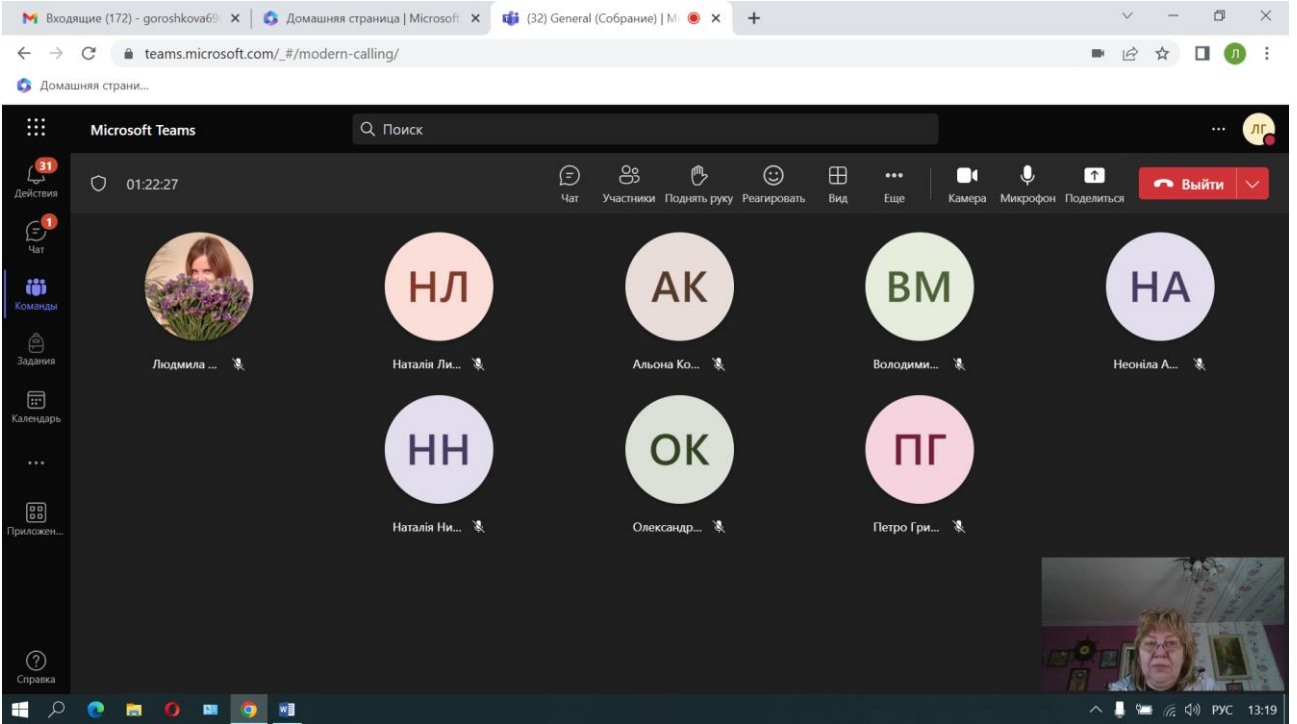 Входящие (172) - goroshkova69
Домашняя страница | Microsoft
(32) General (Собрание) | Mi
teams.microsoft.com/_#/modern-calling/
Л
Домашняя страни...
Microsoft Teams
Поиск
ЛГ
31
Действия
1
Чат
Команды
Задания
Календарь
Приложен...
Справка
01:22:27
Чат
Участники
Поднять руку
Реагировать
Вид
Еще
Камера
Микрофон
Поделиться
Выйти
НЛ
АК
ВМ
НА
Людмила ...
Наталія Ли...
Альона Ко...
Володими...
Неоніла А...
НН
ОК
ПГ
Наталія Ни...
Олександр...
Петро Гри...
РУС
13:19